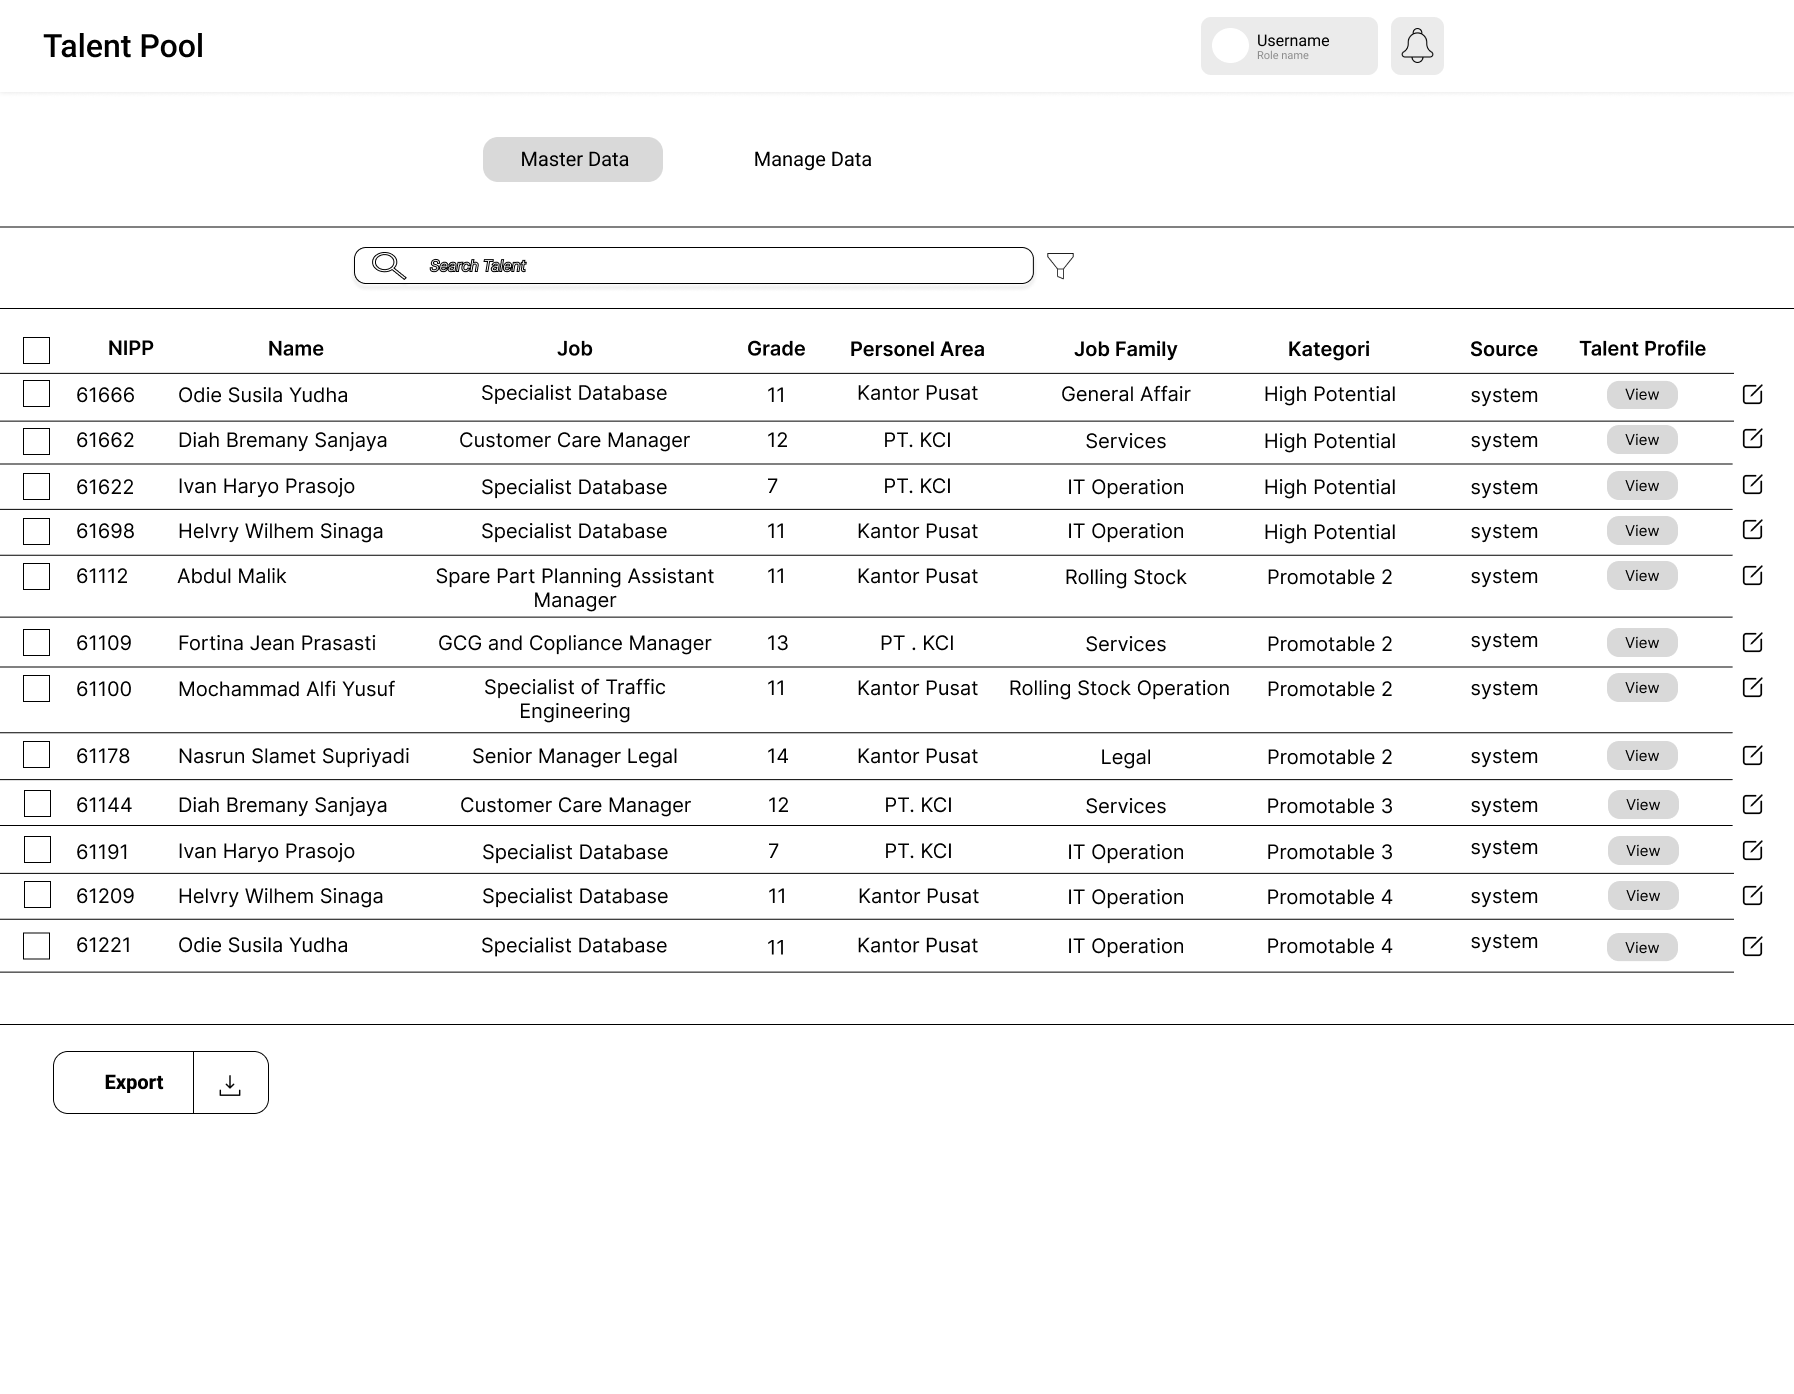 Talent Pool
Username
Role name
Master Data
Manage Data
Search Talent
NIPP Name Job Grade Personel Area Job Family Kategori Source Talent Profile
61666 Odie Susila Yudha Specialist Database 11 Kantor Pusat General Affair High Potential system View
61662 Diah Bremany Sanjaya Customer Care Manager 12 PT. KCI Services High Potential system View
61622 Ivan Haryo Prasojo Specialist Database 7 PT. KCI IT Operation High Potential system View
61698 Helvry Wilhem Sinaga Specialist Database 11 Kantor Pusat IT Operation High Potential system View
61112 Abdul Malik Spare Part Planning Assistant 11 Kantor Pusat Rolling Stock Promotable 2 system View
Manager
61109 Fortina Jean Prasasti GCG and Copliance Manager 13 PT . KCI Services Promotable 2 system View
61100 Mochammad Alfi Yusuf Specialist of Traffic 11 Kantor Pusat Rolling Stock Operation Promotable 2 system View
Engineering
61178 Nasrun Slamet Supriyadi Senior Manager Legal 14 Kantor Pusat Legal Promotable 2 system View
61144 Diah Bremany Sanjaya Customer Care Manager 12 PT. KCI Services Promotable 3 system View
61191 Ivan Haryo Prasojo Specialist Database 7 PT. KCI IT Operation Promotable 3 system View
61209 Helvry Wilhem Sinaga Specialist Database 11 Kantor Pusat IT Operation Promotable 4 system View
61221 Odie Susila Yudha Specialist Database 11 Kantor Pusat IT Operation Promotable 4 system View
Export